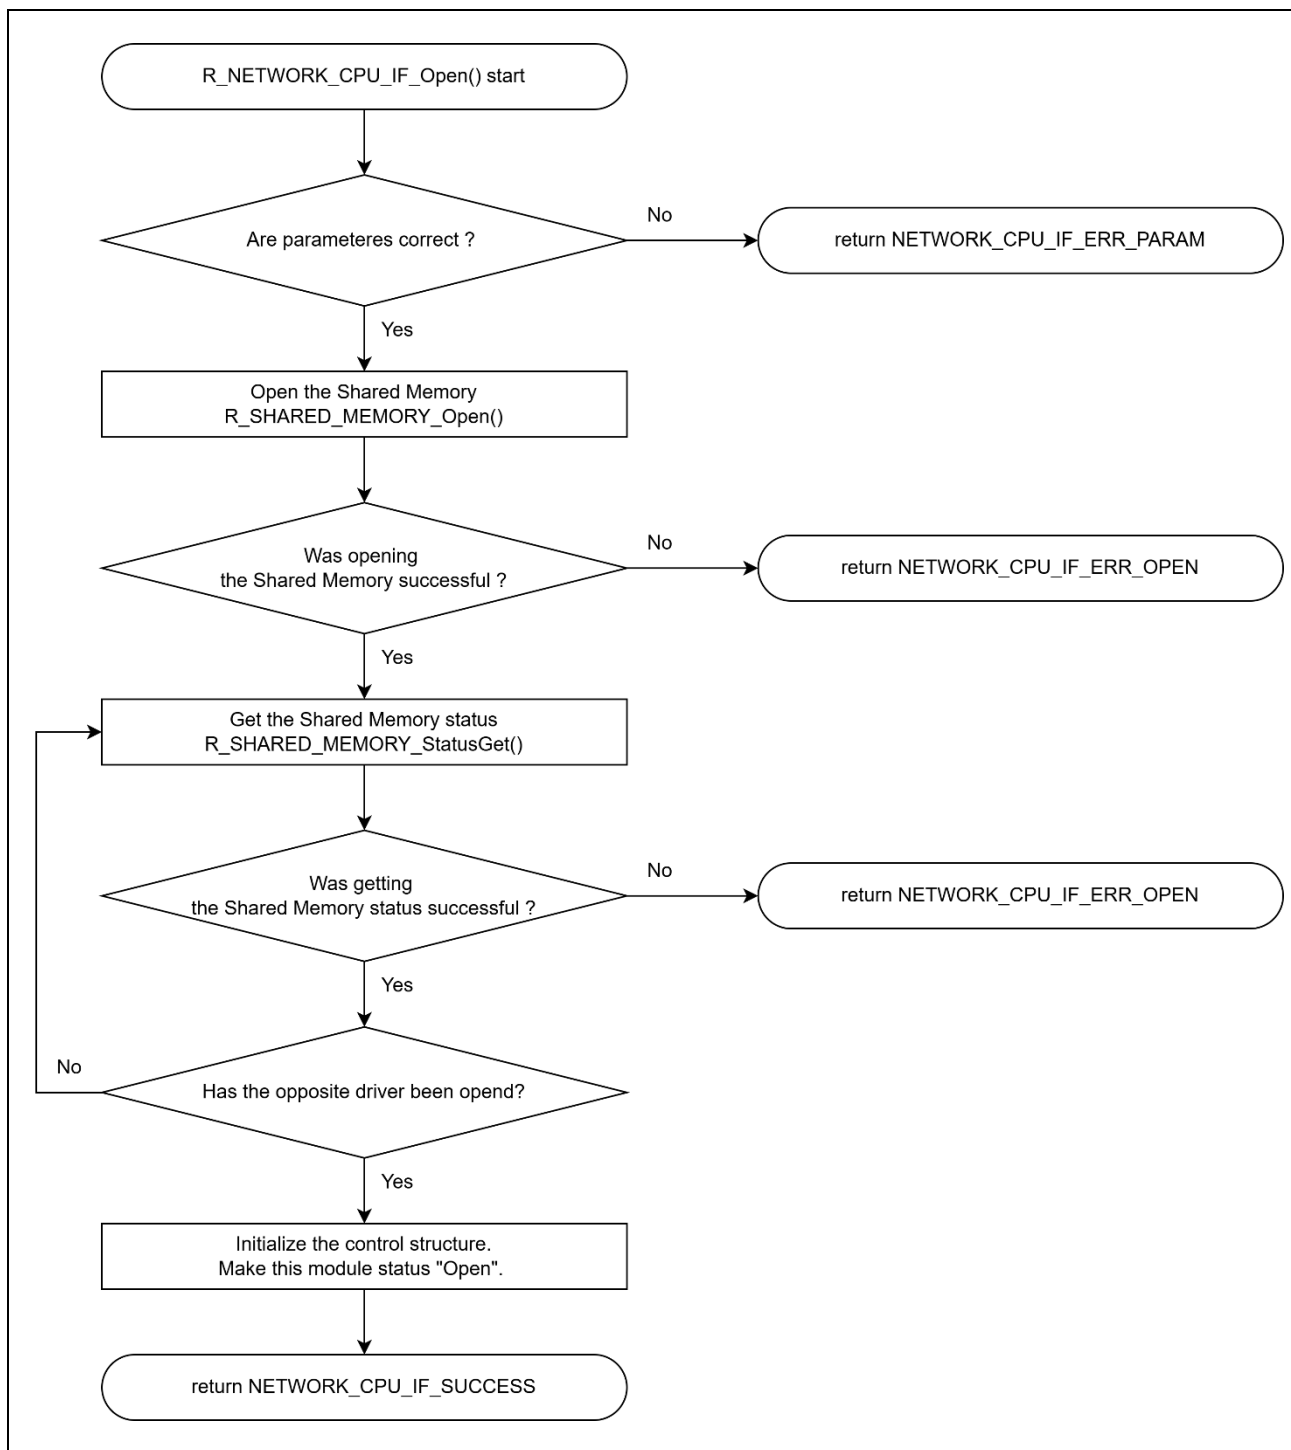 R_NETWORK_CPU_IF_Open() start
Are parameteres correct ?
No
return NETWORK_CPU_IF_ERR_PARAM
Yes
Open the Shared Memory
R_SHARED_MEMORY_Open()
Was opening
the Shared Memory successful ?
No
return NETWORK_CPU_IF_ERR_OPEN
Yes
Get the Shared Memory status
R_SHARED_MEMORY_StatusGet()
Was getting
the Shared Memory status successful ?
No
return NETWORK_CPU_IF_ERR_OPEN
Yes
No
Has the opposite driver been opend?
Yes
Initialize the control structure.
Make this module status "Open".
return NETWORK_CPU_IF_SUCCESS